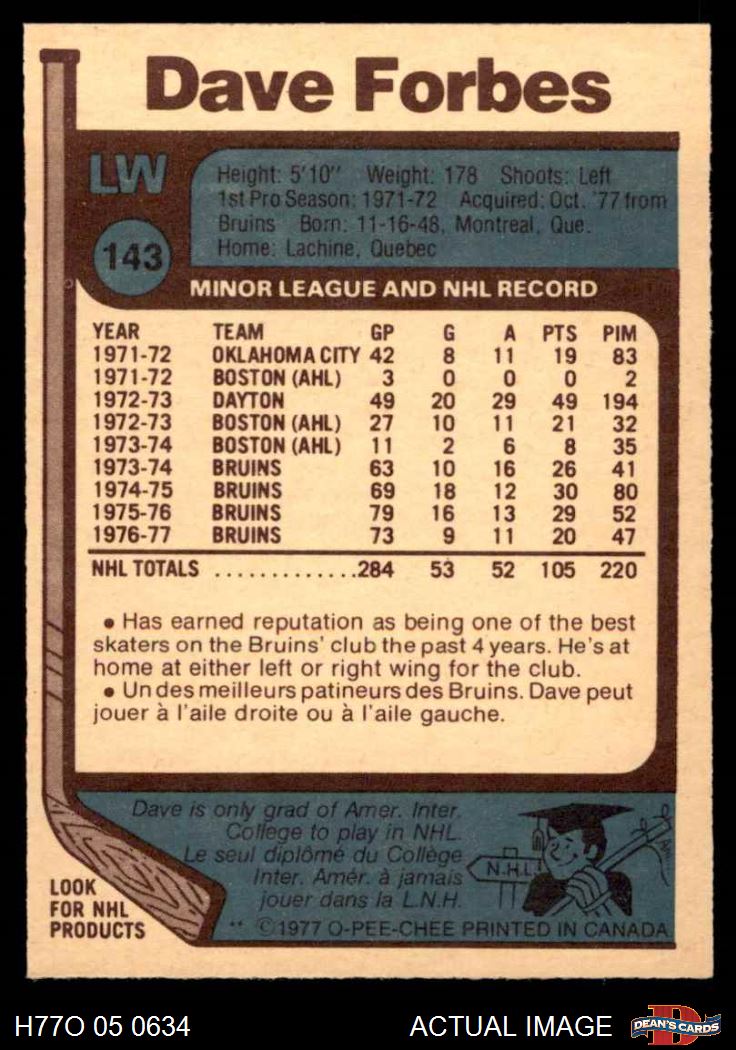 Dave Forbes
LW
143
Height: 5'10" Weight: 178 Shoots: Left
1st Pro Season: 1971-72 Acquired: Oct. '77 from
Bruins Born: 11-16-48, Montreal, Que.
Home: Lachine, Quebec
MINOR LEAGUE AND NHL RECORD
YEAR TEAM GP G A PTS PIM
1971-72 OKLAHOMA CITY 42 8 11 19 83
1971-72 BOSTON (AHL) 3 0 0 0 2
1972-73 DAYTON 49 20 29 49 194
1972-73 BOSTON (AHL) 27 10 11 21 32
1973-74 BOSTON (AHL) 11 2 6 8 35
1973-74 BRUINS 63 10 16 26 41
1974-75 BRUINS 69 18 12 30 80
1975-76 BRUINS 79 16 13 29 52
1976-77 BRUINS 73 9 11 20 47
NHL TOTALS .............284 53 52 105 220
• Has earned reputation as being one of the best
skaters on the Bruins' club the past 4 years. He's at
home at either left or right wing for the club.
• Un des meilleurs patineurs des Bruins. Dave peut
jouer à l'aile droite ou à l'aile gauche.
Dave is only grad of Amer. Inter.
College to play in NHL.
Le seul diplômé du Collège
Inter. Amér. à jamais
jouer dans la L.N.H.
N.H.L.
LOOK
FOR NHL
PRODUCTS
** ©1977 O-PEE-CHEE PRINTED IN CANADA
H77O 05 0634
ACTUAL IMAGE
D
DEAN'S CARDS